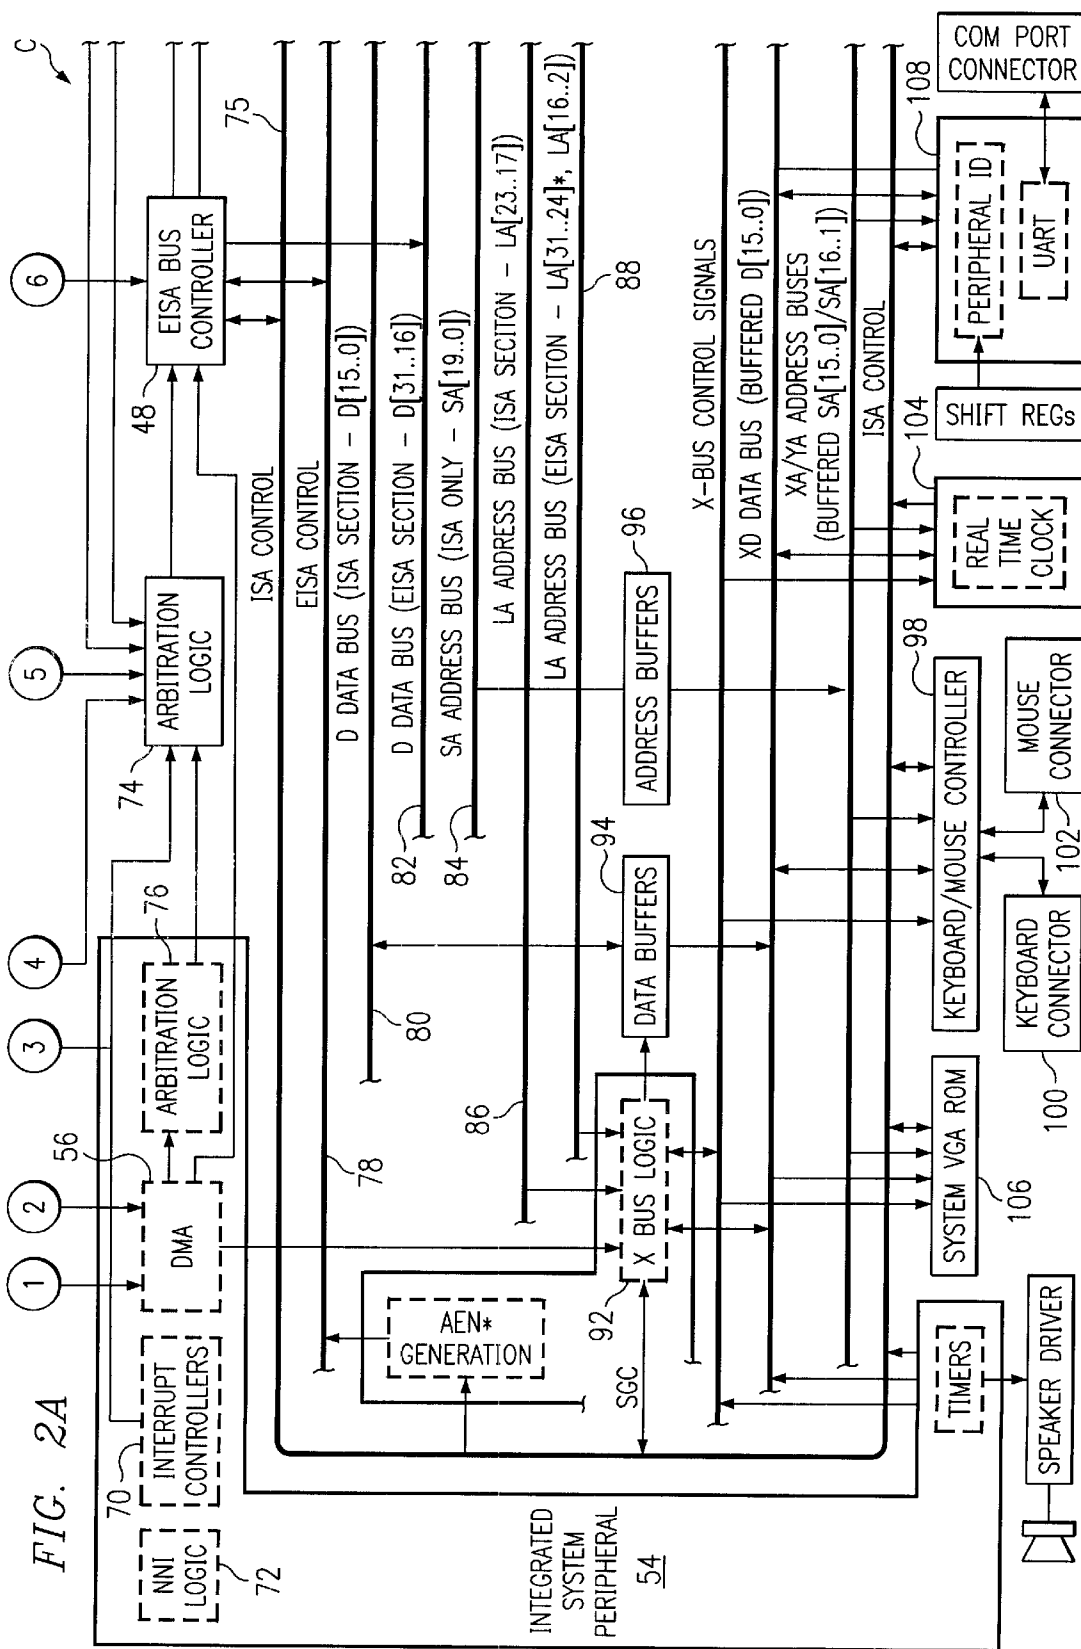 FIG. 2A
C
1
2
3
4
5
6
NNI
LOGIC
72
INTERRUPT
CONTROLLERS
70
DMA
56
ARBITRATION
LOGIC
76
ARBITRATION
LOGIC
74
EISA BUS
CONTROLLER
48
ISA CONTROL
75
EISA CONTROL
78
D DATA BUS (ISA SECTION - D[15..0])
80
D DATA BUS (EISA SECTION - D[31..16])
82
SA ADDRESS BUS (ISA ONLY - SA[19..0])
84
LA ADDRESS BUS (ISA SECITON - LA[23..17])
86
LA ADDRESS BUS (EISA SECITON - LA[31..24]*, LA[16..2])
88
AEN*
GENERATION
SGC
X BUS LOGIC
92
DATA BUFFERS
94
ADDRESS BUFFERS
96
INTEGRATED
SYSTEM
PERIPHERAL
54
X-BUS CONTROL SIGNALS
XD DATA BUS (BUFFERED D[15..0])
XA/YA ADDRESS BUSES
(BUFFERED SA[15..0]/SA[16..1])
ISA CONTROL
TIMERS
SPEAKER DRIVER
SYSTEM VGA ROM
106
KEYBOARD/MOUSE CONTROLLER
98
KEYBOARD
CONNECTOR
100
MOUSE
CONNECTOR
102
REAL
TIME
CLOCK
104
SHIFT REGs
PERIPHERAL ID
UART
108
COM PORT
CONNECTOR